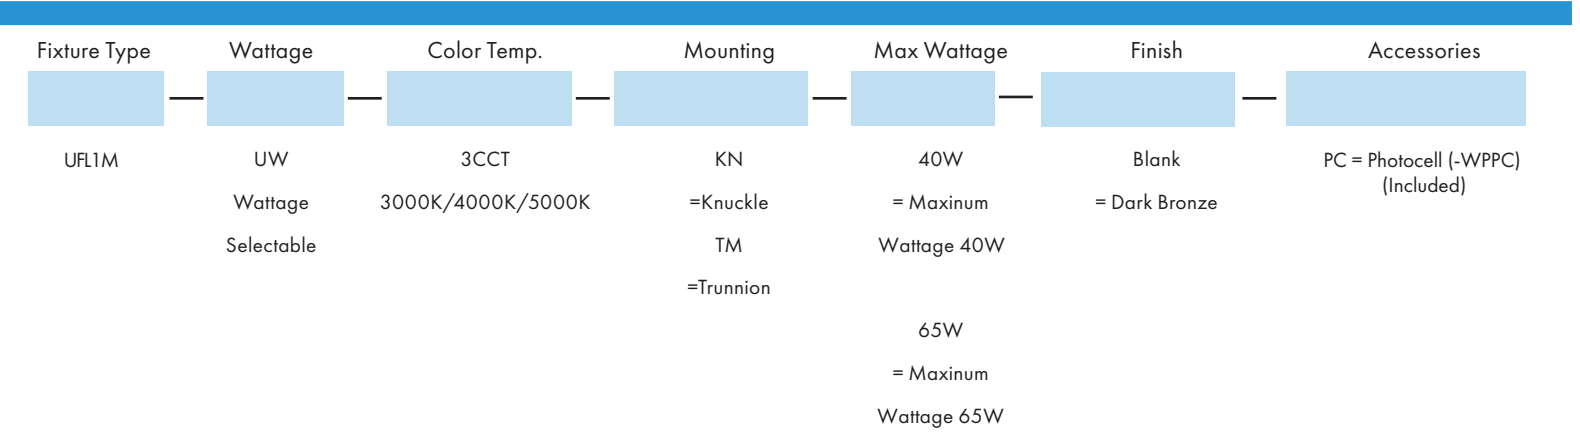 Fixture Type
Wattage
Color Temp.
Mounting
Max Wattage
Finish
Accessories
UFL1M
UW
Wattage
Selectable
3CCT
3000K/4000K/5000K
KN
=Knuckle
TM
=Trunnion
40W
= Maxinum
Wattage 40W
65W
= Maxinum
Wattage 65W
Blank
= Dark Bronze
PC = Photocell (-WPPC)
(Included)